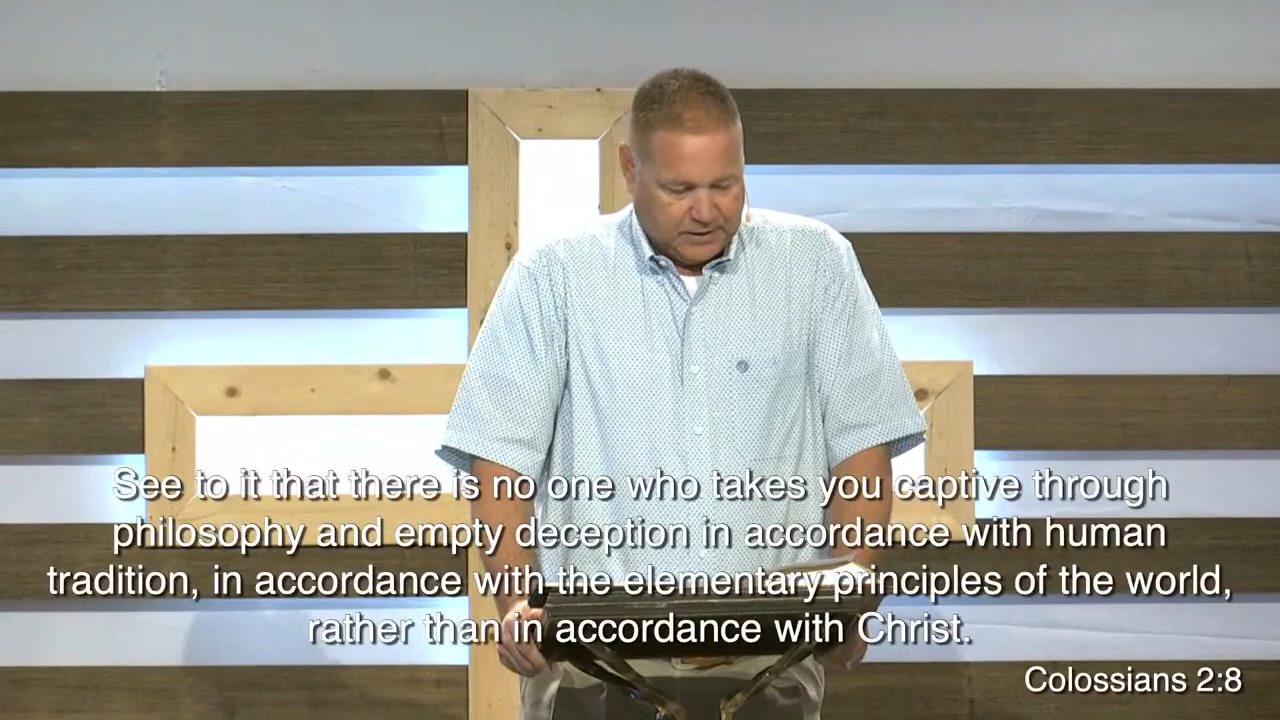 See to it that there is no one who takes you captive through
philosophy and empty deception in accordance with human
tradition, in accordance with the elementary principles of the world,
rather than in accordance with Christ.
Colossians 2:8